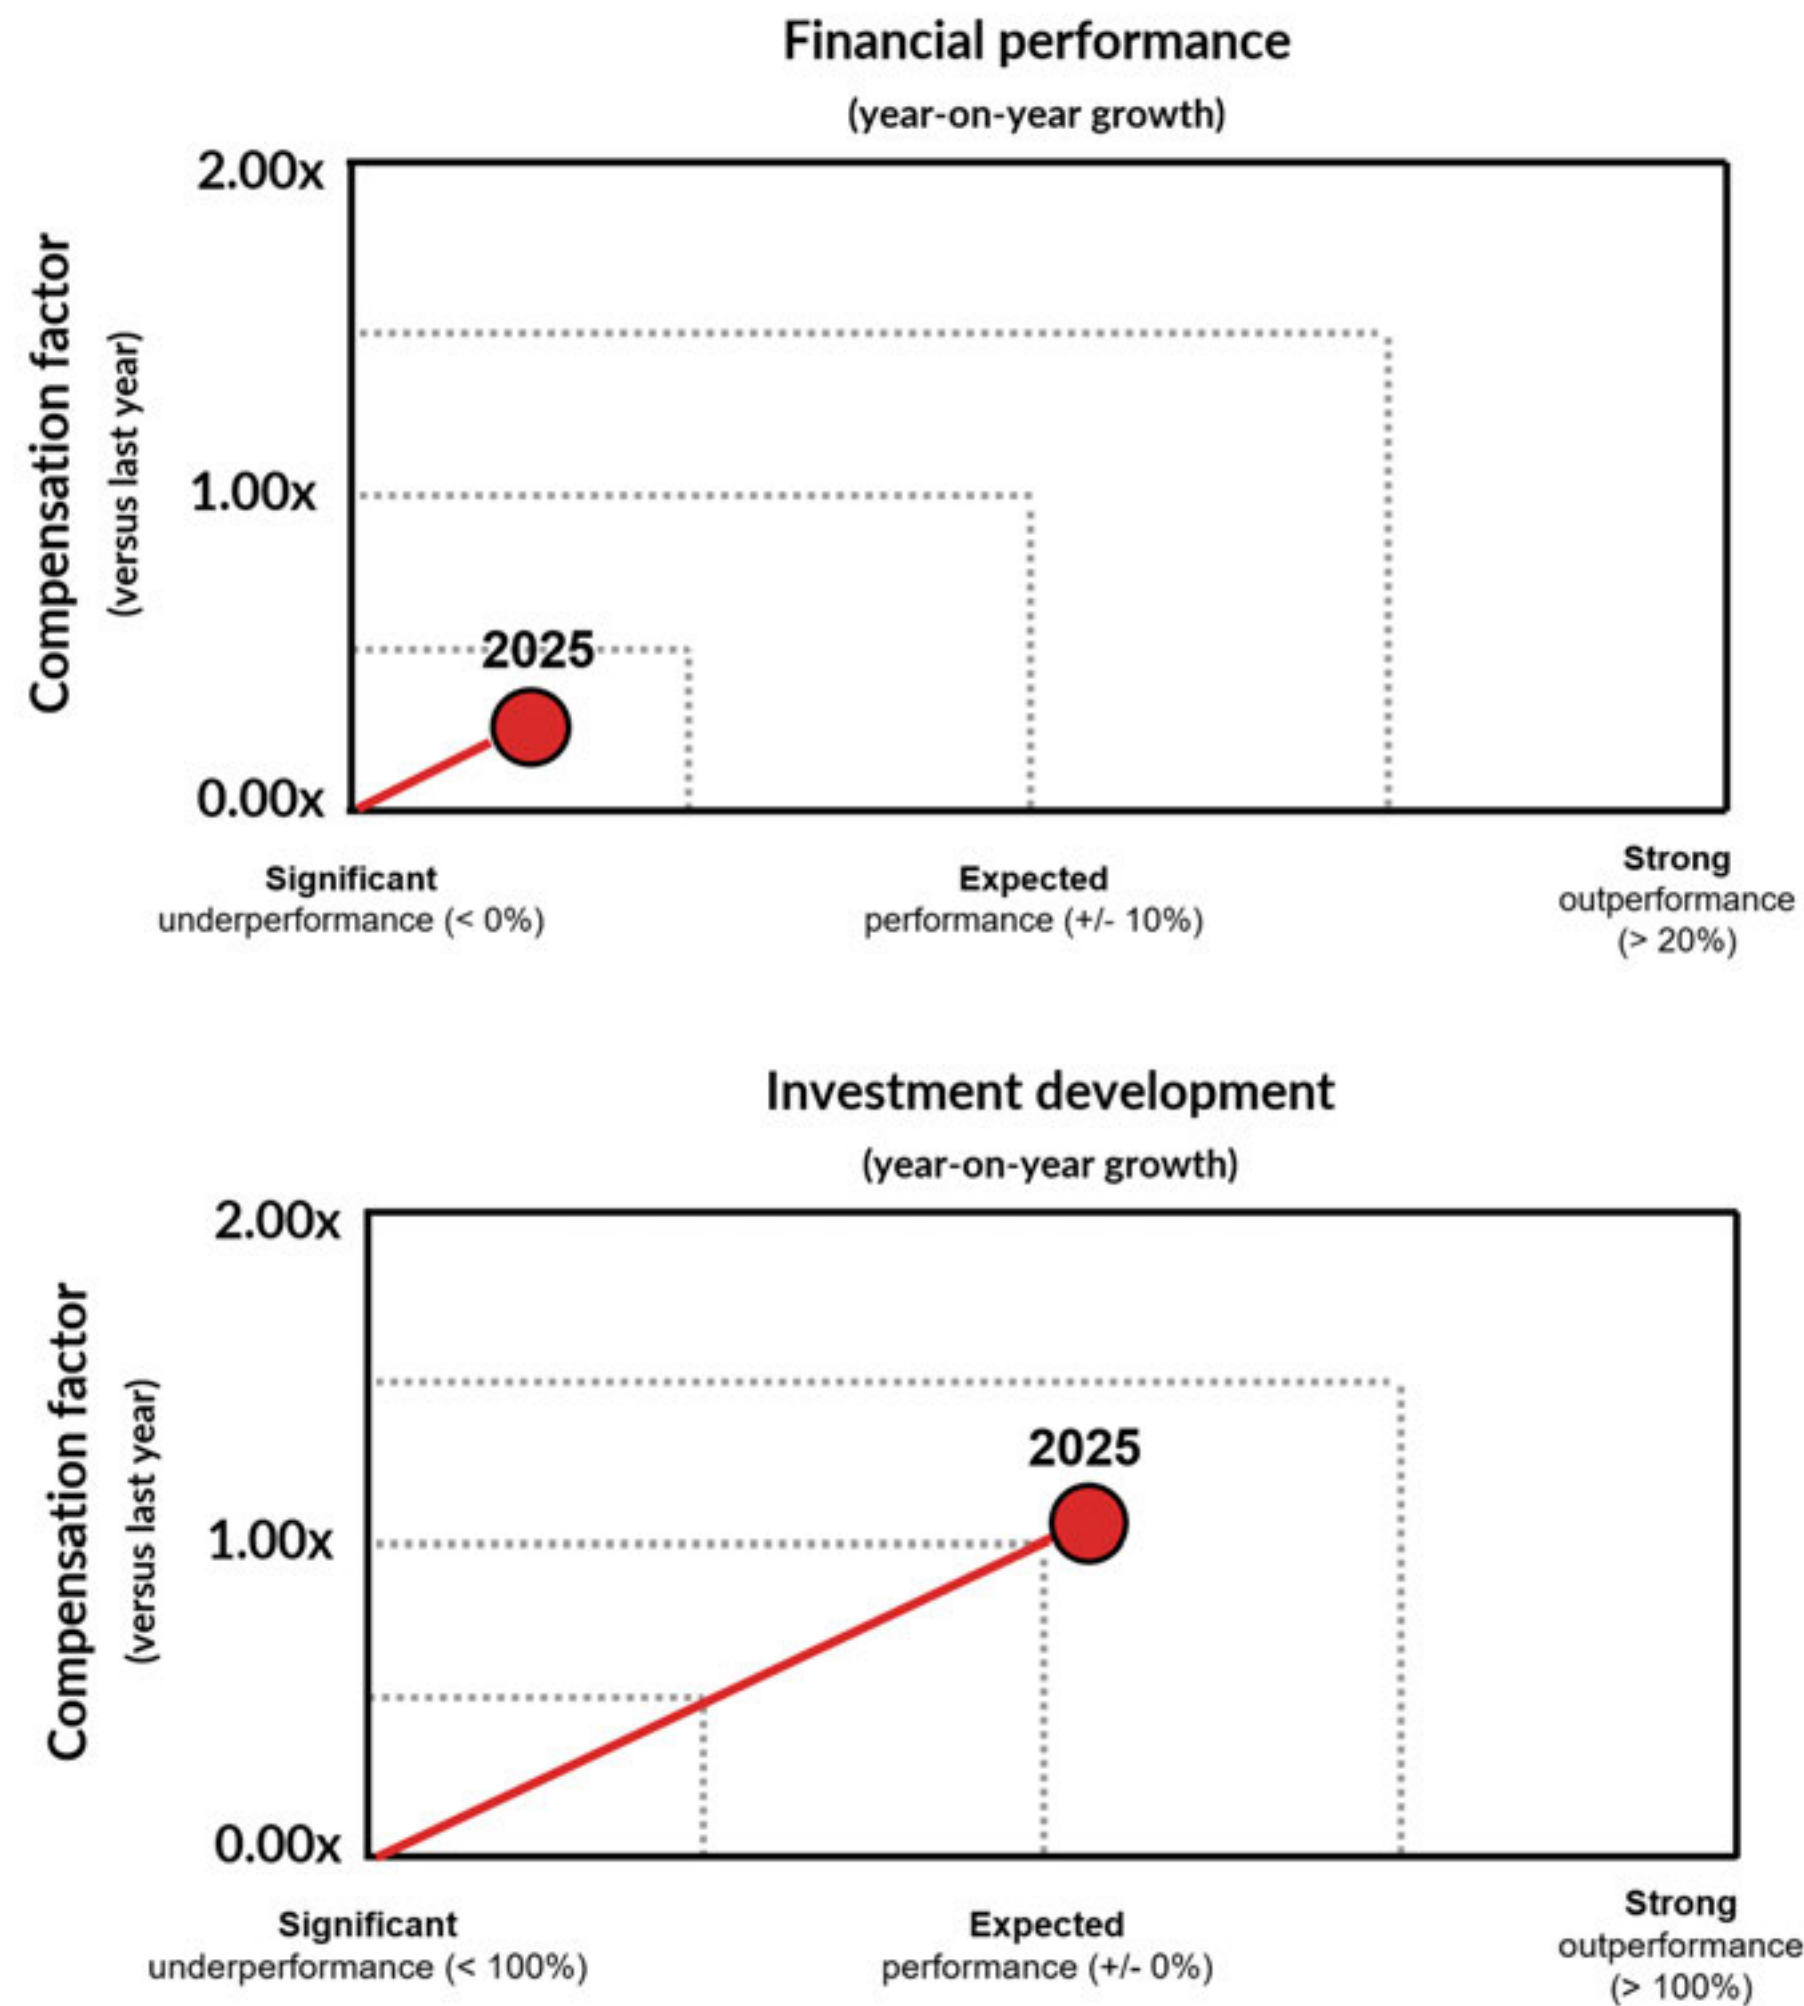 Financial performance
(year-on-year growth)
Compensation factor
(versus last year)
2.00x
1.00x
2025
0.00x
Significant
underperformance (< 0%)
Expected
performance (+/- 10%)
Strong
outperformance
(> 20%)
Investment development
(year-on-year growth)
Compensation factor
(versus last year)
2.00x
2025
1.00x
0.00x
Significant
underperformance (< 100%)
Expected
performance (+/- 0%)
Strong
outperformance
(> 100%)